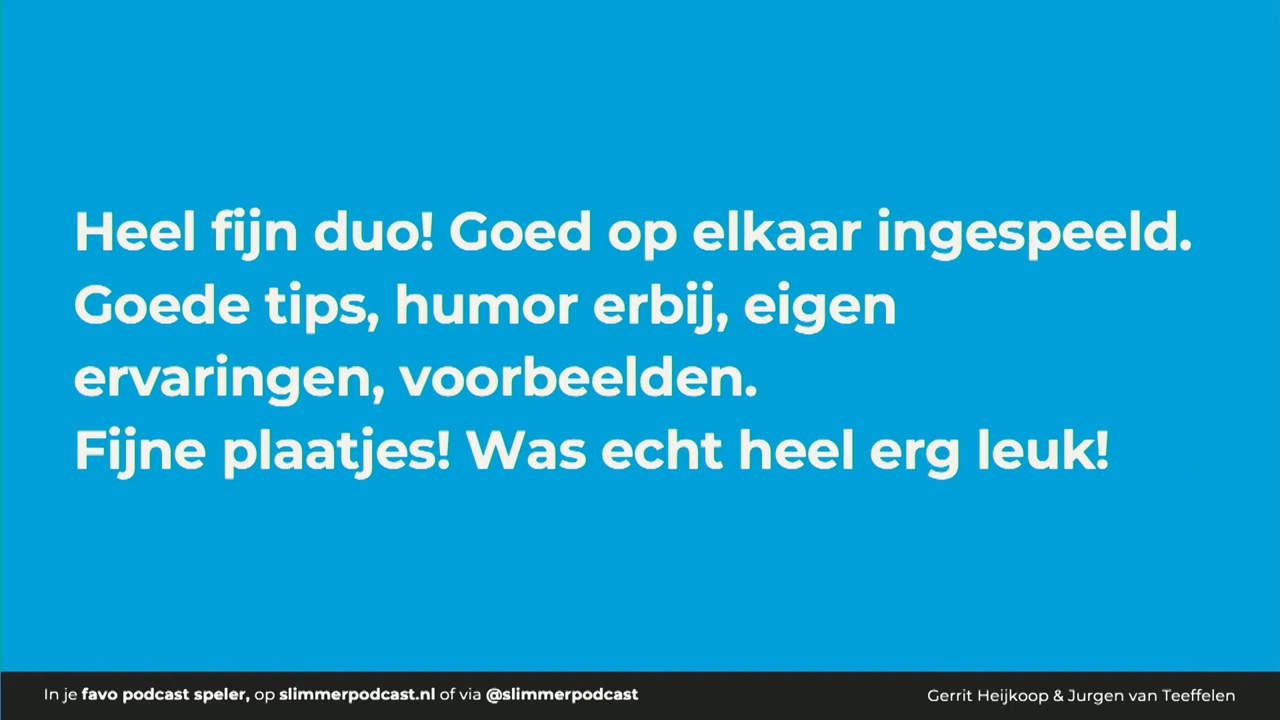 Heel fijn duo! Goed op elkaar ingespeeld.
Goede tips, humor erbij, eigen
ervaringen, voorbeelden.
Fijne plaatjes! Was echt heel erg leuk!
In je favo podcast speler, op slimmerpodcast.nl of via @slimmerpodcast
Gerrit Heijkoop & Jurgen van Teeffelen